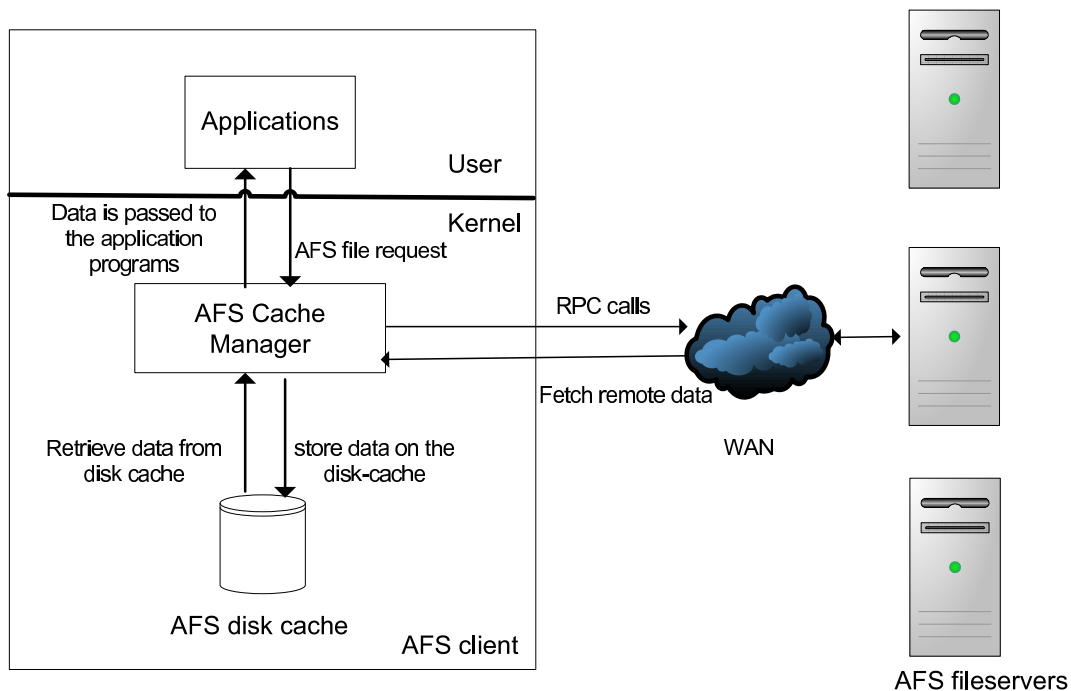 Applications
User
Kernel
Data is passed to
the application
programs
AFS file request
AFS Cache
Manager
RPC calls
Fetch remote data
WAN
Retrieve data from
disk cache
store data on the
disk-cache
AFS disk cache
AFS client
AFS fileservers